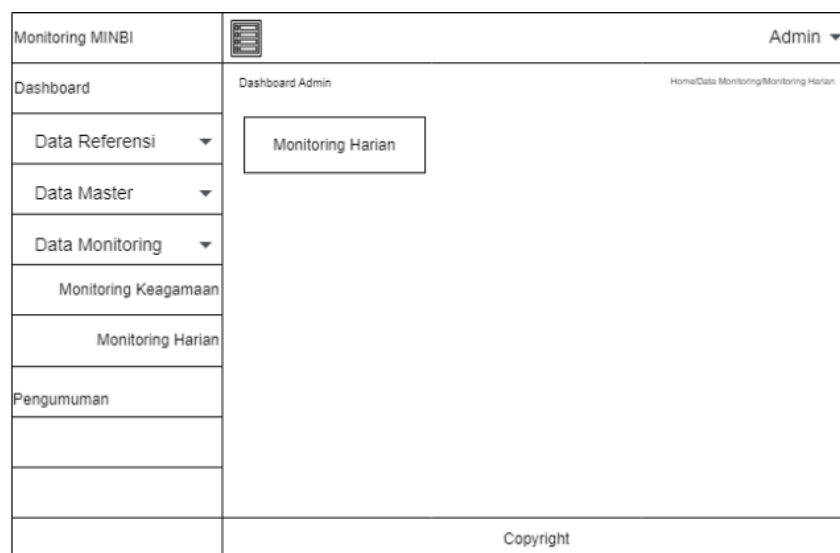 Monitoring MINBI
Admin
Dashboard
Dashboard Admin
Home/Data Monitoring/Monitoring Harian
Data Referensi
Monitoring Harian
Data Master
Data Monitoring
Monitoring Keagamaan
Monitoring Harian
Pengumuman
Copyright